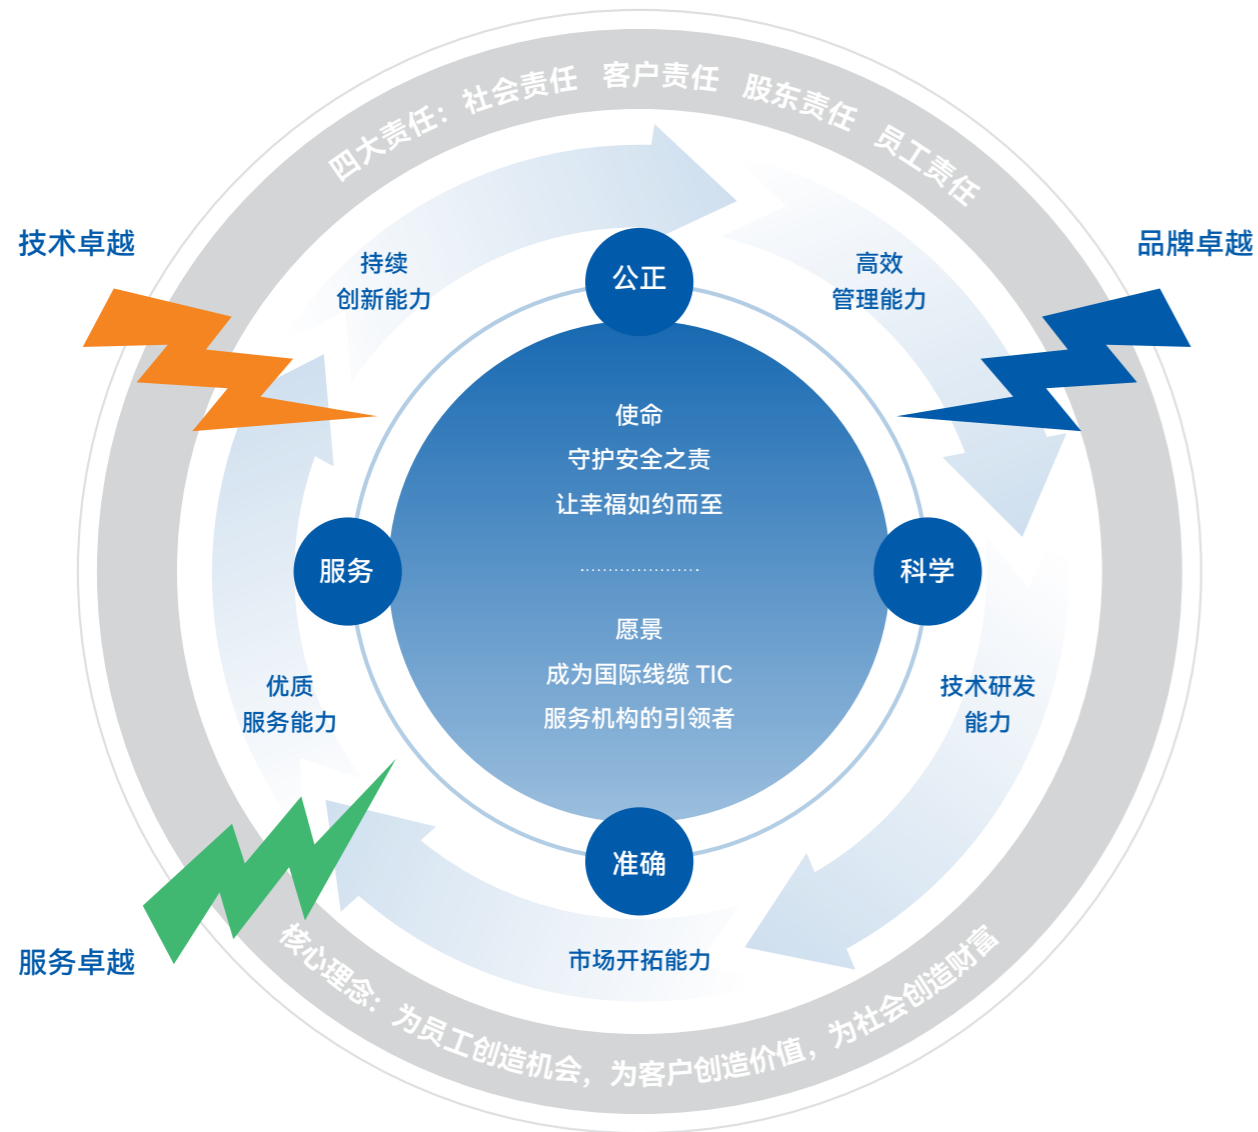 四大责任：社会责任 客户责任 股东责任 员工责任
技术卓越
品牌卓越
持续
创新能力
公正
高效
管理能力
使命
守护安全之责
让幸福如约而至
服务
科学
愿景
成为国际线缆 TIC
服务机构的引领者
优质
服务能力
技术研发
能力
准确
市场开拓能力
服务卓越
核心理念：为员工创造机会，为客户创造价值，为社会创造财富